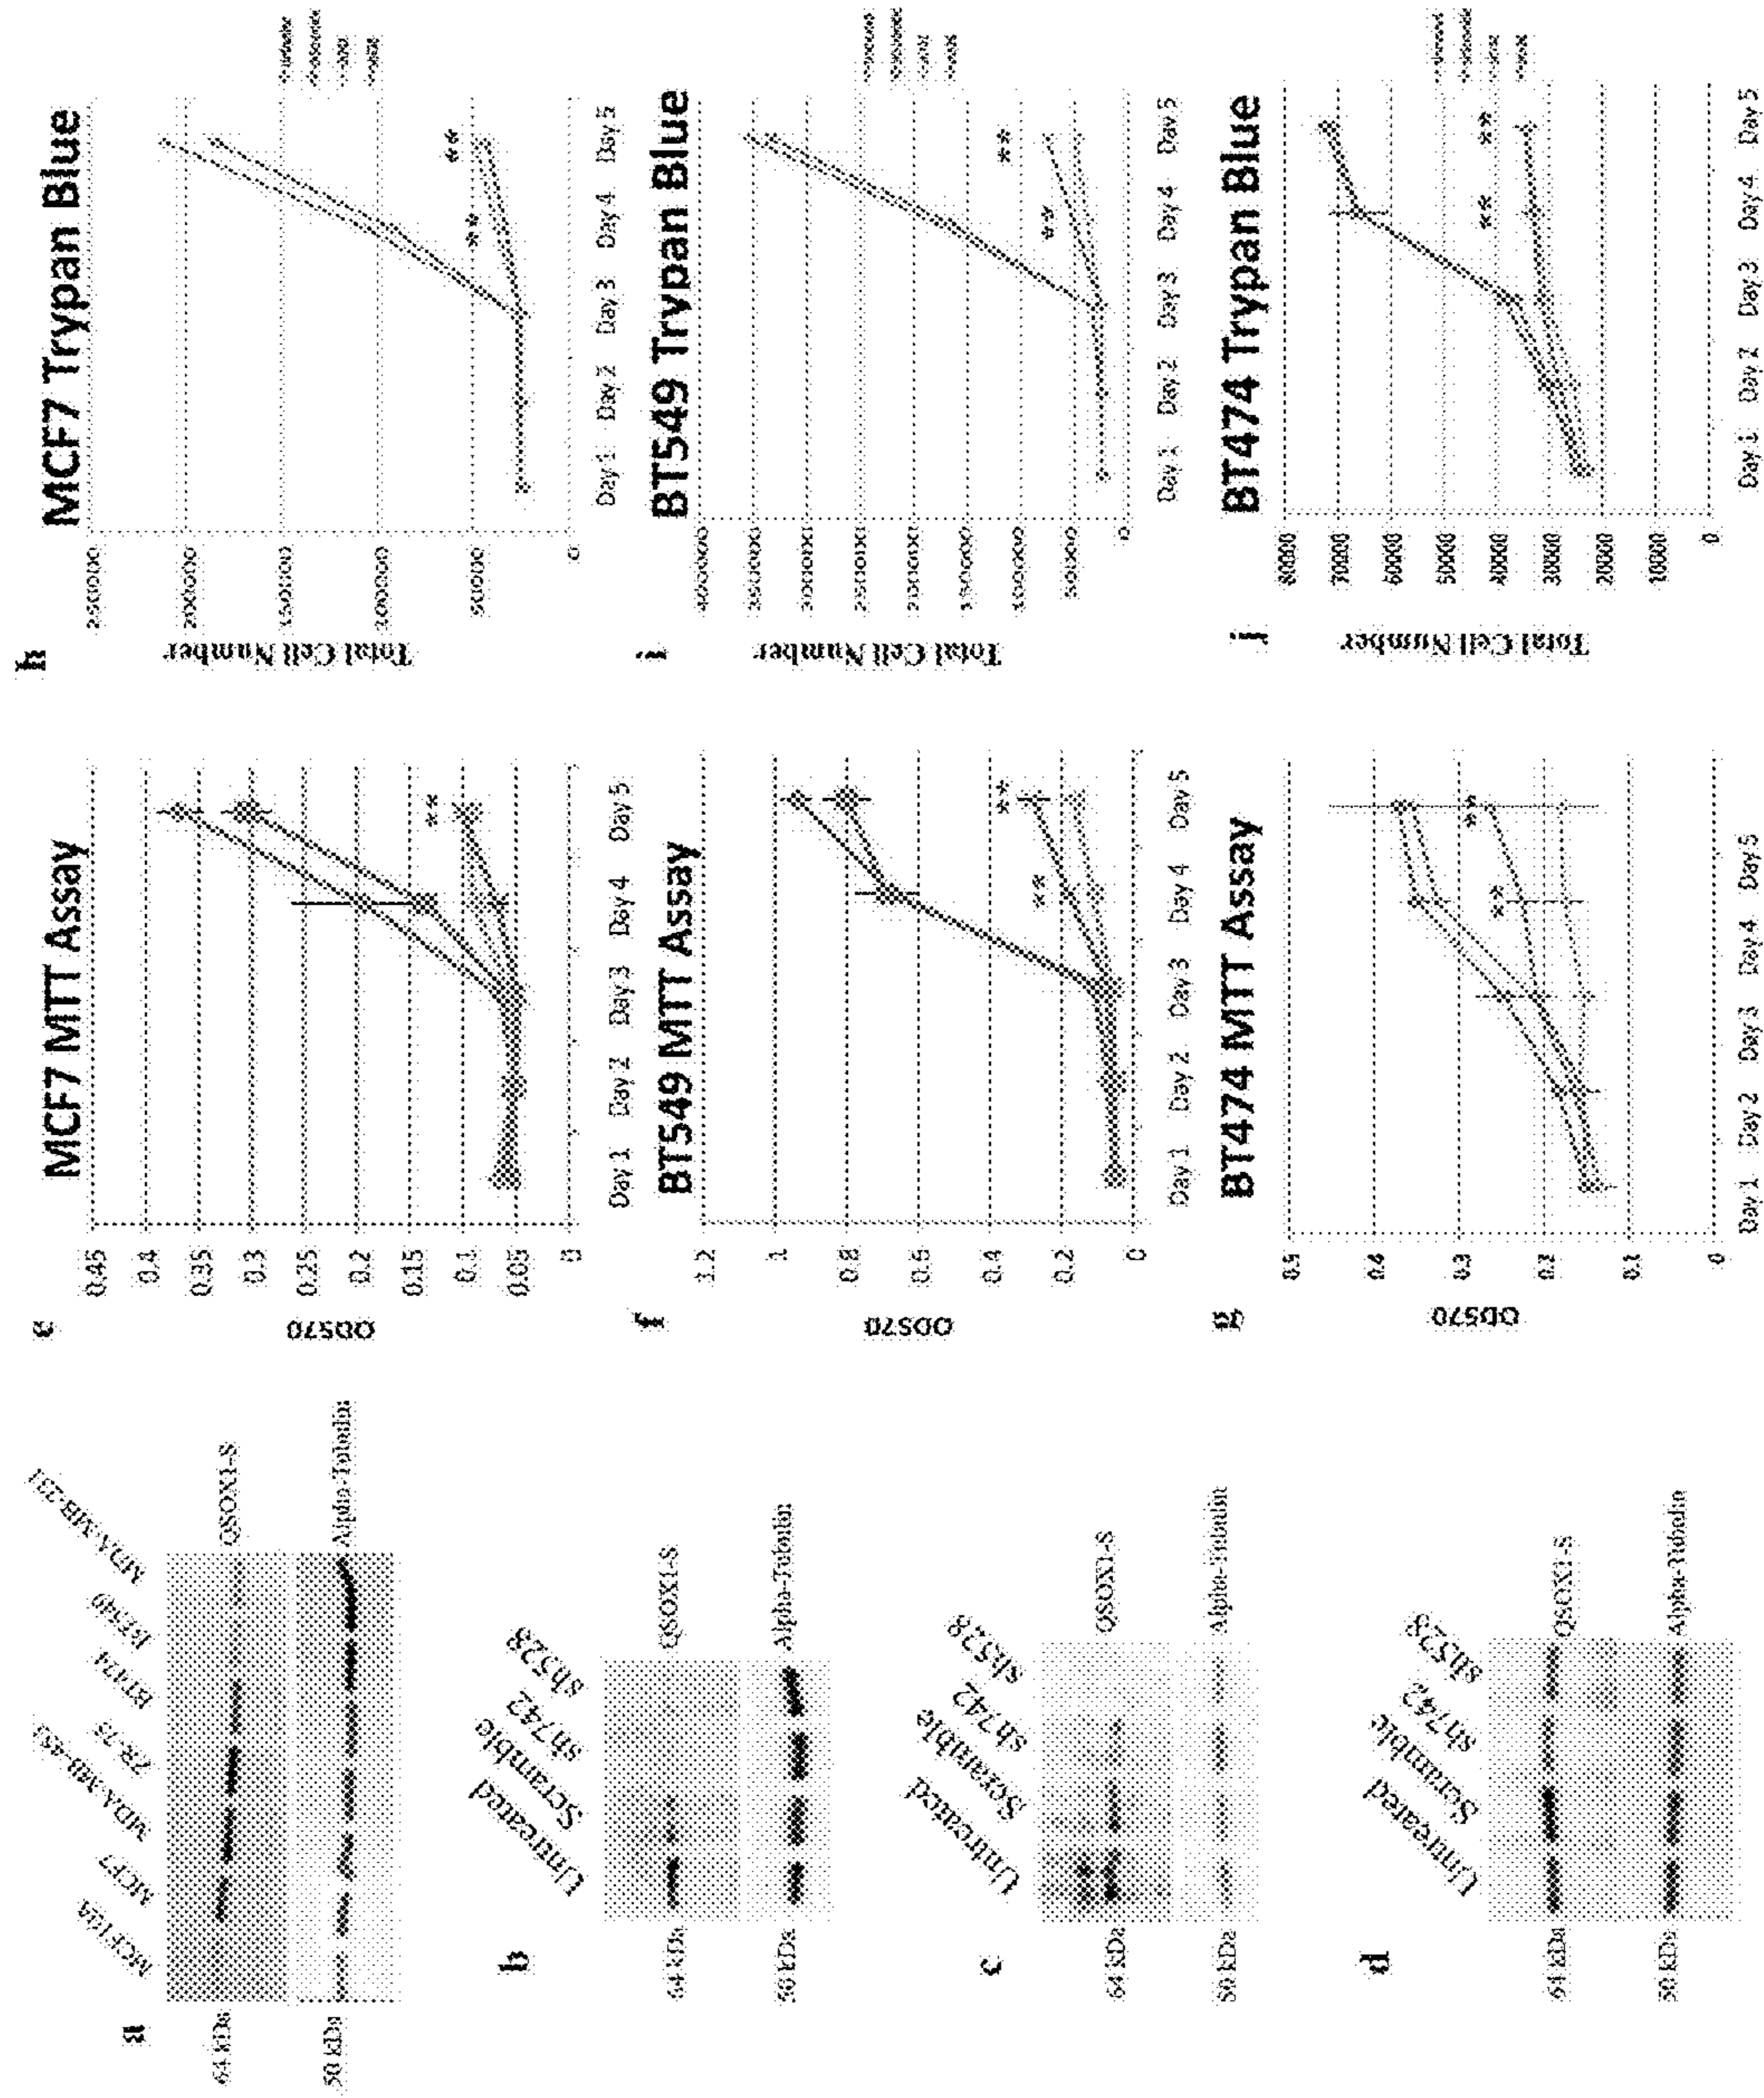 a
MCF10A
MCF7
MDA-MB-453
ZR-75
BT474
BT549
MDA-MB-231
64 kDa
QSOX1-S
50 kDa
Alpha-Tubulin
b
Untreated
Scramble
sh742
sh528
64 kDa
QSOX1-S
50 kDa
Alpha-Tubulin
c
Untreated
Scramble
sh742
sh528
64 kDa
QSOX1-S
50 kDa
Alpha-Tubulin
d
Untreated
Scramble
sh742
sh528
64 kDa
QSOX1-S
50 kDa
Alpha-Tubulin
e
MCF7 MTT Assay
OD570
0.45
0.4
0.35
0.3
0.25
0.2
0.15
0.1
0.05
0
**
Day 1 Day 2 Day 3 Day 4 Day 5
f
BT549 MTT Assay
OD570
1.2
1
0.8
0.6
0.4
0.2
0
** **
Day 1 Day 2 Day 3 Day 4 Day 5
g
BT474 MTT Assay
OD570
0.5
0.4
0.3
0.2
0.1
0
** **
Day 1 Day 2 Day 3 Day 4 Day 5
h
MCF7 Trypan Blue
Total Cell Number
250000
200000
150000
100000
50000
0
** **
Day 1 Day 2 Day 3 Day 4 Day 5
i
BT549 Trypan Blue
Total Cell Number
400000
350000
300000
250000
200000
150000
100000
50000
0
** **
Day 1 Day 2 Day 3 Day 4 Day 5
j
BT474 Trypan Blue
Total Cell Number
80000
70000
60000
50000
40000
30000
20000
10000
0
** **
Day 1 Day 2 Day 3 Day 4 Day 5